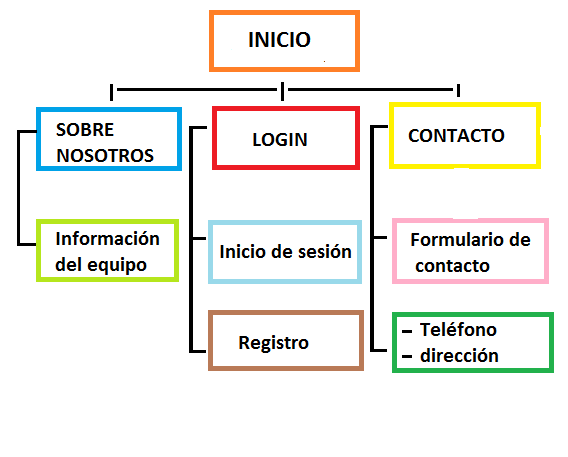 INICIO
SOBRE
NOSOTROS
LOGIN
CONTACTO
Información
del equipo
Inicio de sesión
Formulario de
contacto
Registro
– Teléfono
– dirección